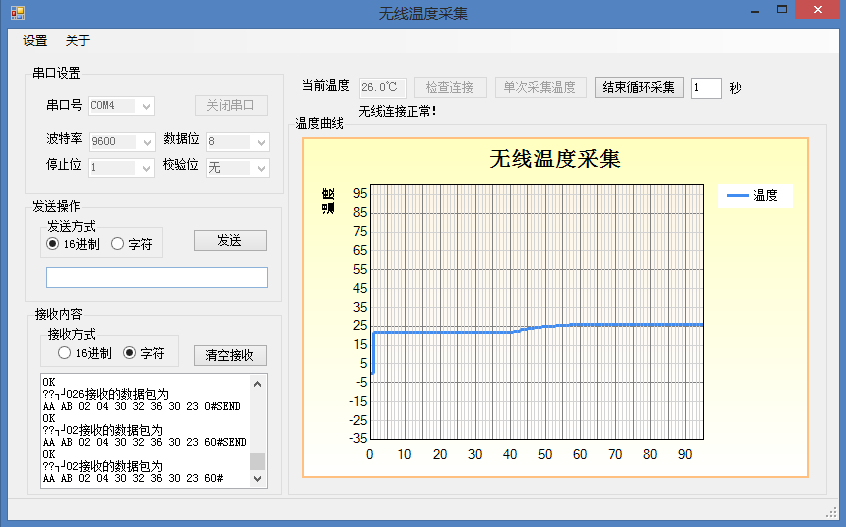 无线温度采集
设置 关于
串口设置
串口号 COM4 关闭串口
波特率 9600 数据位 8
停止位 1 校验位 无
发送操作
发送方式
16进制 字符 发送
接收内容
接收方式
16进制 字符 清空接收
OK
??┐┘026接收的数据包为
AA AB 02 04 30 32 36 30 23 0#SEND
OK
??┐┘02接收的数据包为
AA AB 02 04 30 32 36 30 23 60#SEND
OK
??┐┘02接收的数据包为
AA AB 02 04 30 32 36 30 23 60#
当前温度 26.0℃ 检查连接 单次采集温度 结束循环采集 1 秒
无线连接正常!
温度曲线
无线温度采集
温度
95
85
75
65
55
45
35
25
15
5
-5
-15
-25
-35
0 10 20 30 40 50 60 70 80 90
温度